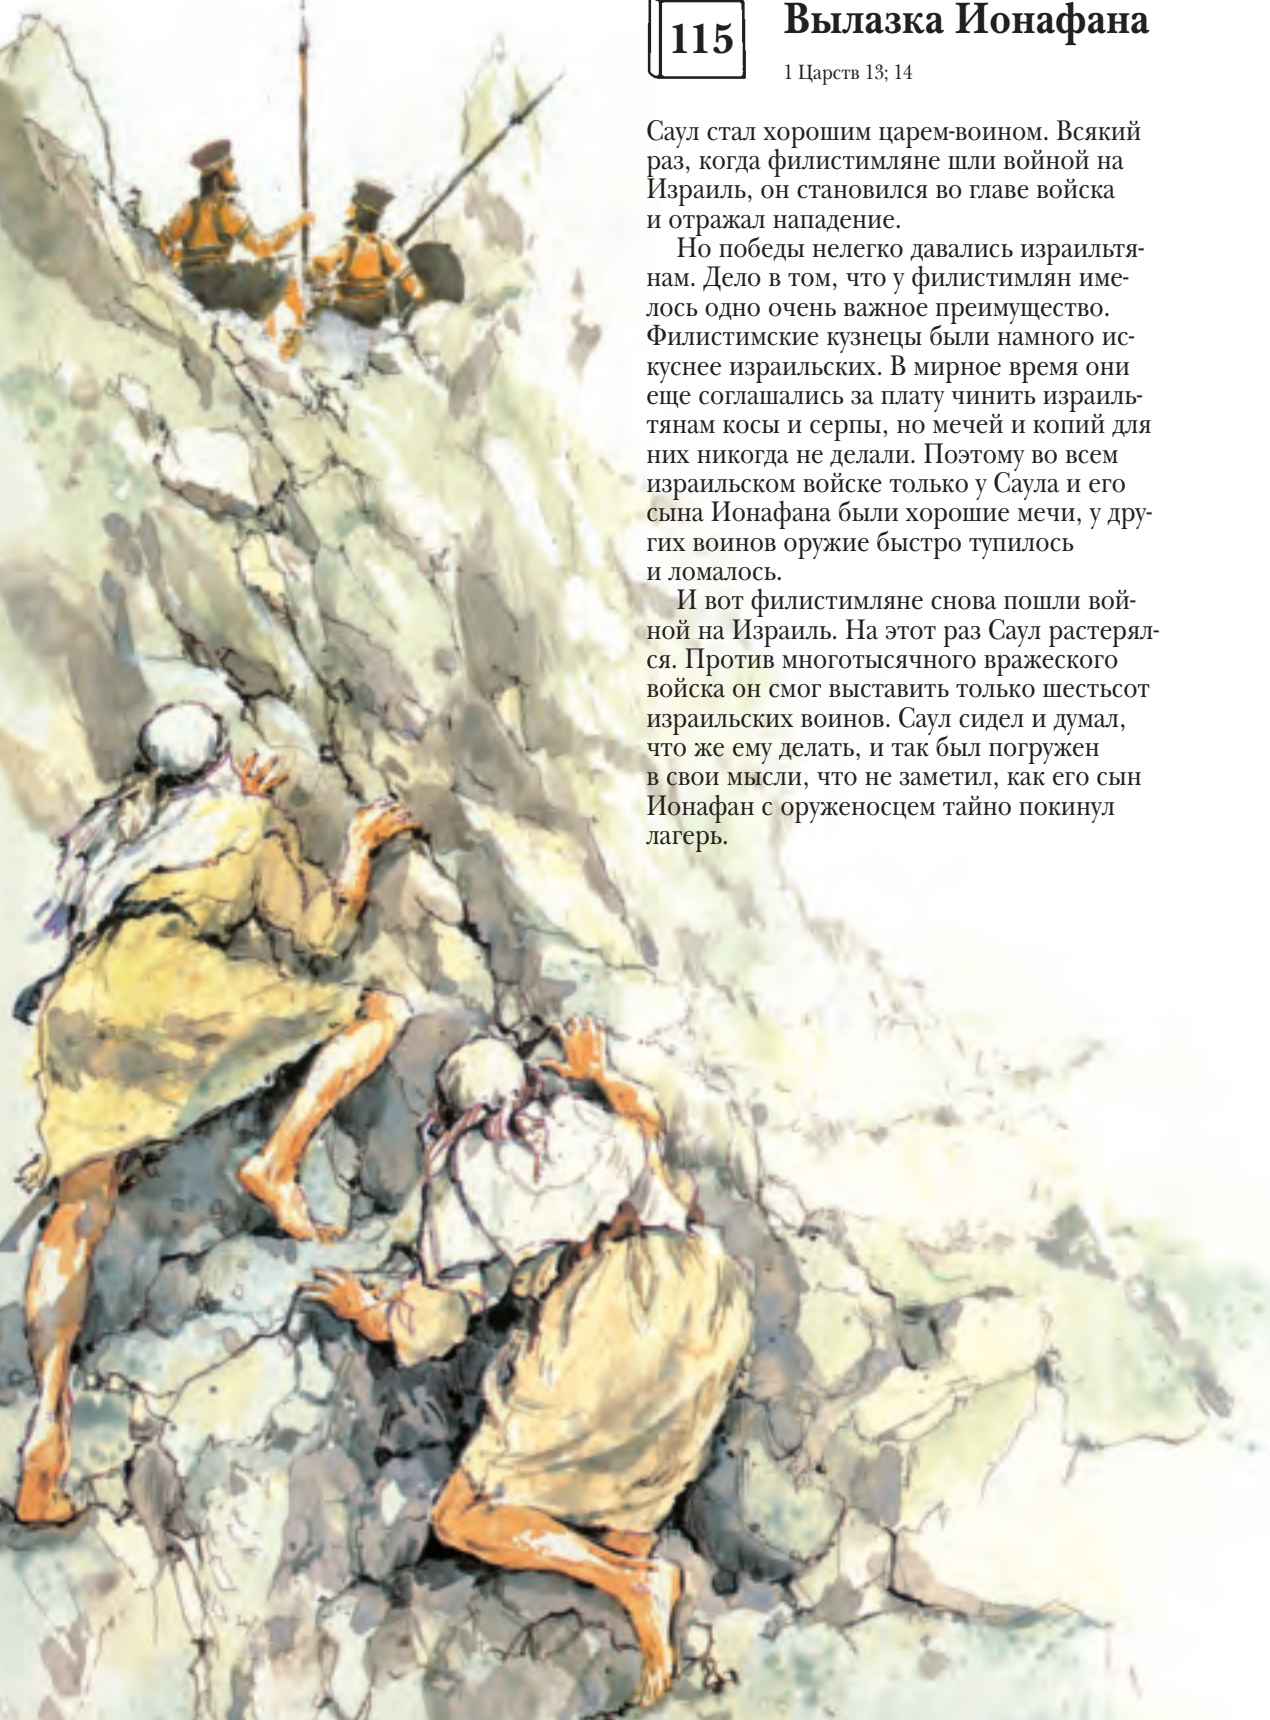 115
Вылазка Ионафана
1 Царств 13; 14
Саул стал хорошим царем-воином. Всякий
раз, когда филистимляне шли войной на
Израиль, он становился во главе войска
и отражал нападение.
Но победы нелегко давались израильтя-
нам. Дело в том, что у филистимлян име-
лось одно очень важное преимущество.
Филистимские кузнецы были намного ис-
куснее израильских. В мирное время они
еще соглашались за плату чинить израиль-
тянам косы и серпы, но мечей и копий для
них никогда не делали. Поэтому во всем
израильском войске только у Саула и его
сына Ионафана были хорошие мечи, у дру-
гих воинов оружие быстро тупилось
и ломалось.
И вот филистимляне снова пошли вой-
ной на Израиль. На этот раз Саул растерял-
ся. Против многотысячного вражеского
войска он смог выставить только шестьсот
израильских воинов. Саул сидел и думал,
что же ему делать, и так был погружен
в свои мысли, что не заметил, как его сын
Ионафан с оруженосцем тайно покинул
лагерь.